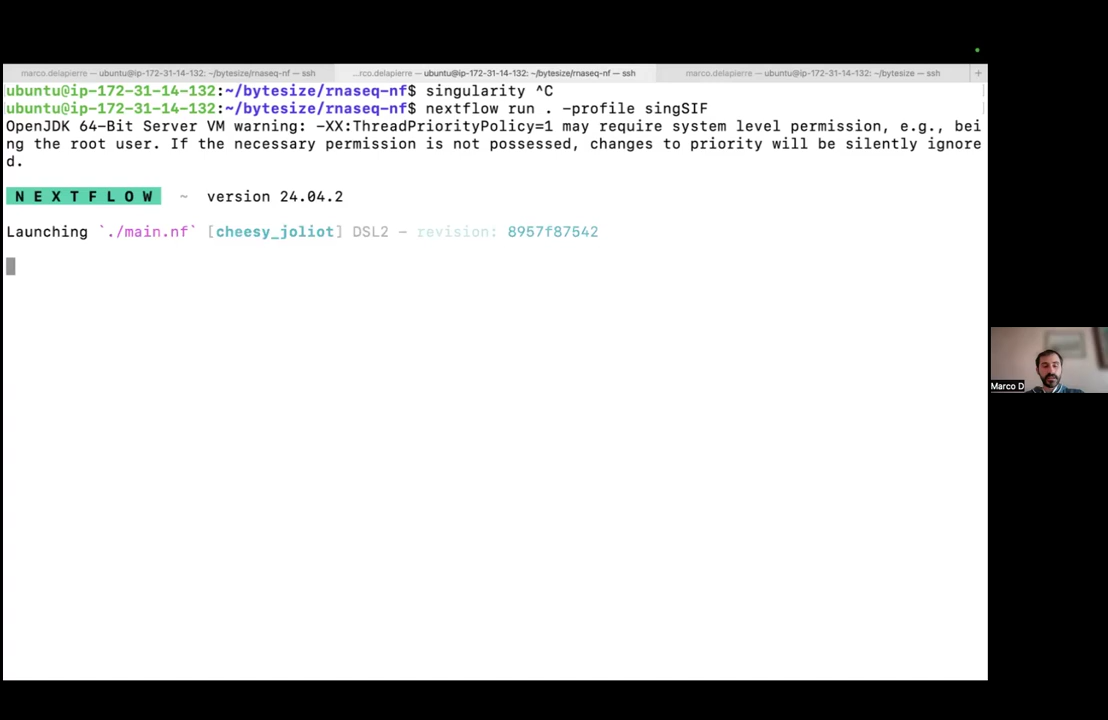 marco.delapierre — ubuntu@ip-172-31-14-132: ~/bytesize/rnaseq-nf — ssh
...rco.delapierre — ubuntu@ip-172-31-14-132: ~/bytesize/rnaseq-nf — ssh
marco.delapierre — ubuntu@ip-172-31-14-132: ~/bytesize — ssh
+
ubuntu@ip-172-31-14-132:~/bytesize/rnaseq-nf$ singularity ^C
ubuntu@ip-172-31-14-132:~/bytesize/rnaseq-nf$ nextflow run . -profile singSIF
OpenJDK 64-Bit Server VM warning: -XX:ThreadPriorityPolicy=1 may require system level permission, e.g., bei
ng the root user. If the necessary permission is not possessed, changes to priority will be silently ignore
d.
N E X T F L O W ~ version 24.04.2
Launching `./main.nf` [cheesy_joliot] DSL2 - revision: 8957f87542
Marco D